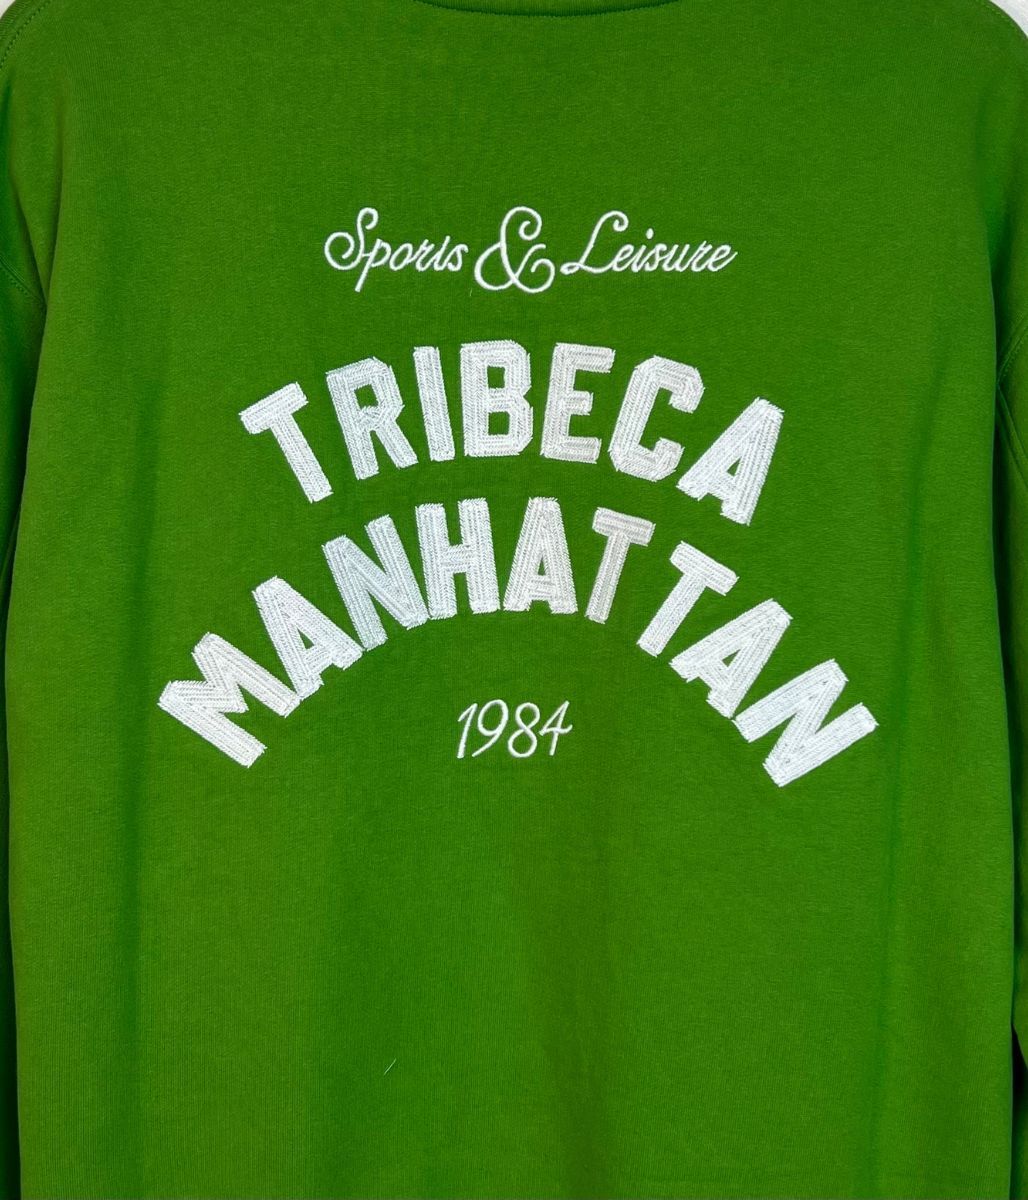 Sports & Leisure
TRIBECA
MANHATTAN
1984